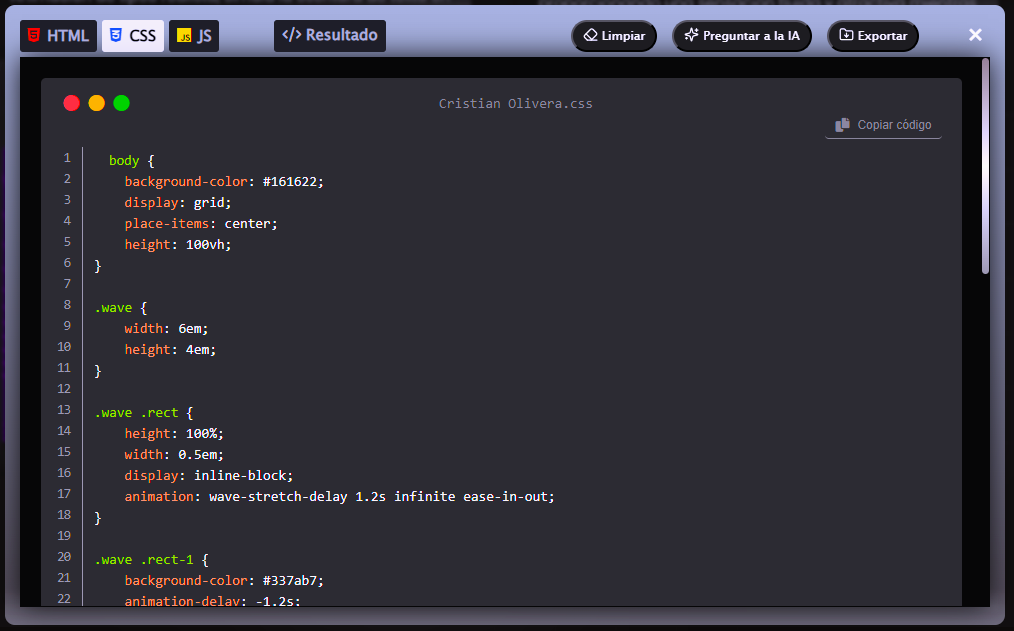 HTML CSS JS </> Resultado Limpiar Preguntar a la IA Exportar ×
Cristian Olivera.css
Copiar código
1 body {
2 background-color: #161622;
3 display: grid;
4 place-items: center;
5 height: 100vh;
6 }
7
8 .wave {
9 width: 6em;
10 height: 4em;
11 }
12
13 .wave .rect {
14 height: 100%;
15 width: 0.5em;
16 display: inline-block;
17 animation: wave-stretch-delay 1.2s infinite ease-in-out;
18 }
19
20 .wave .rect-1 {
21 background-color: #337ab7;
22 animation-delay: -1.2s;